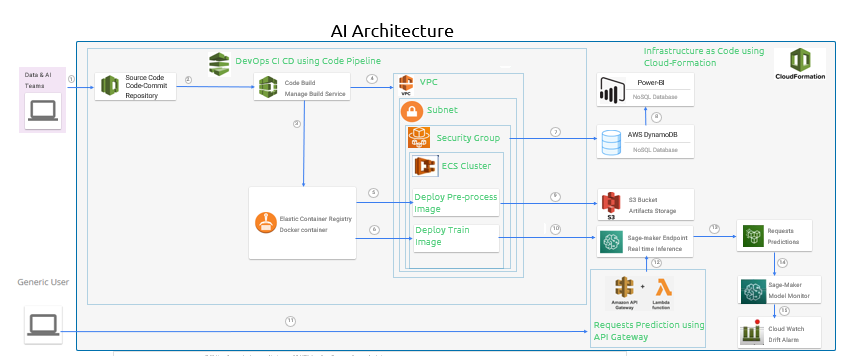 AI Architecture
DevOps CI CD using Code Pipeline
Infrastructure as Code using
Cloud-Formation
CloudFormation
Data & AI
Teams
1
Source Code
Code-Commit
Repository
2
Code Build
Manage Build Service
4
VPC
VPC
Power-BI
NoSQL Database
Subnet
8
3
Security Group
7
AWS DynamoDB
NoSQL Database
ECS Cluster
Elastic Container Registry
Docker container
5
Deploy Pre-process
Image
9
S3
S3 Bucket
Artifacts Storage
6
Deploy Train
Image
10
Sage-maker Endpoint
Real time Inference
13
Requests
Predictions
12
14
Generic User
Amazon API
Gateway
+
Lambda
function
Sage-Maker
Model Monitor
15
11
Requests Prediction using
API Gateway
Cloud Watch
Drift Alarm